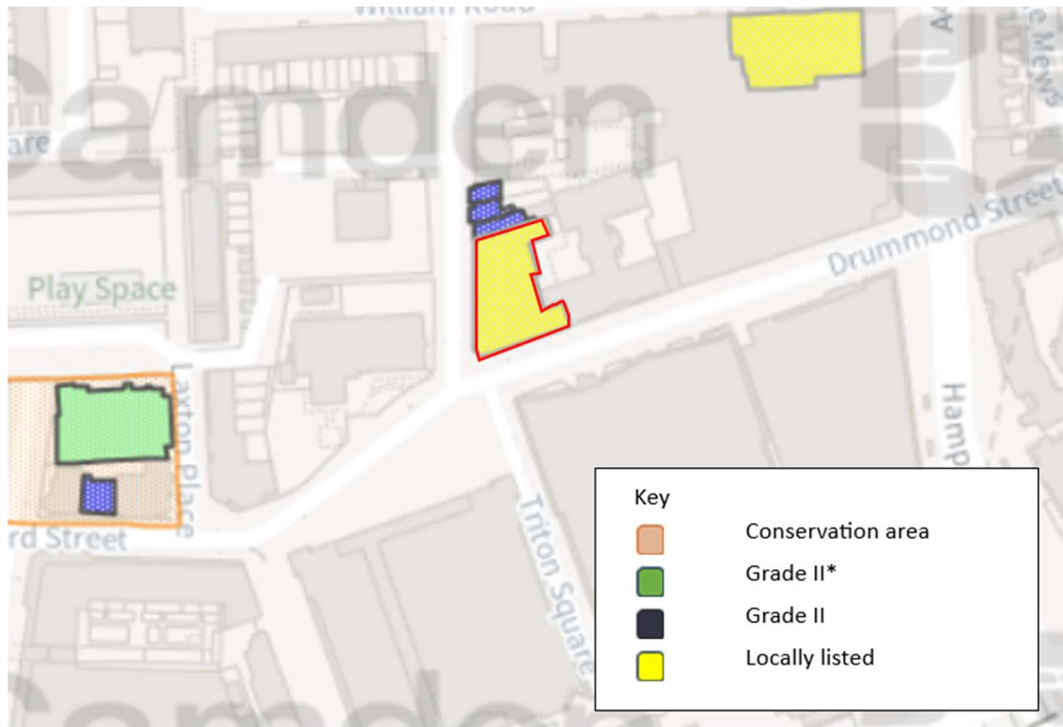 William Road
A
e Mews
Camden
are
Drummond Street
Play Space
Laxton Place
Hamp
rd Street
Triton Square
Key
Conservation area
Grade II*
Grade II
Locally listed
Camden